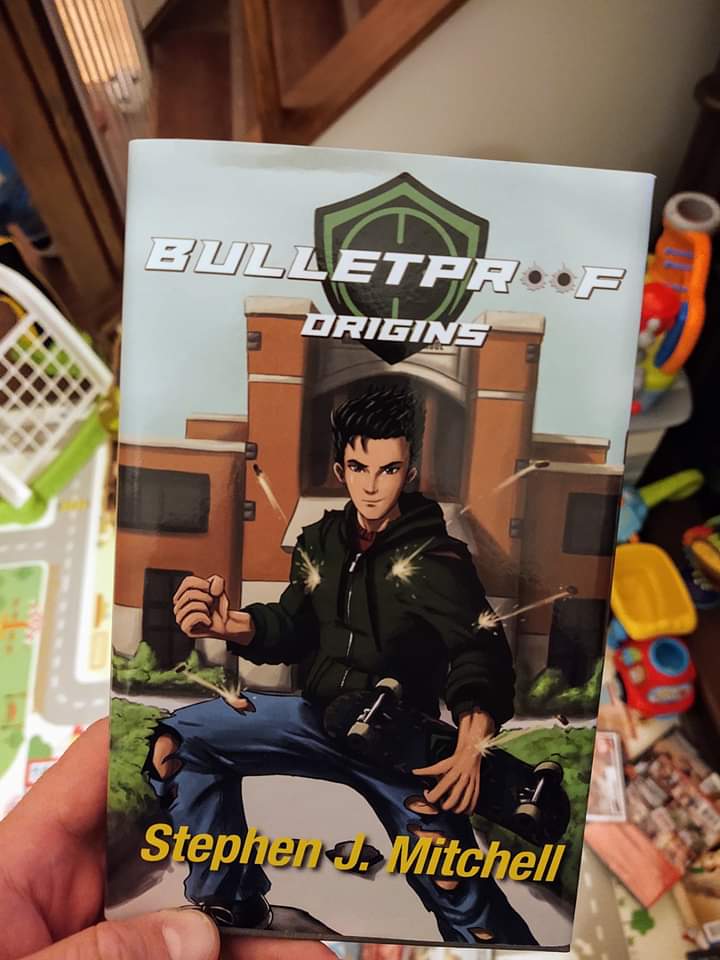 BULLETPROOF
ORIGINS
Stephen J. Mitchell